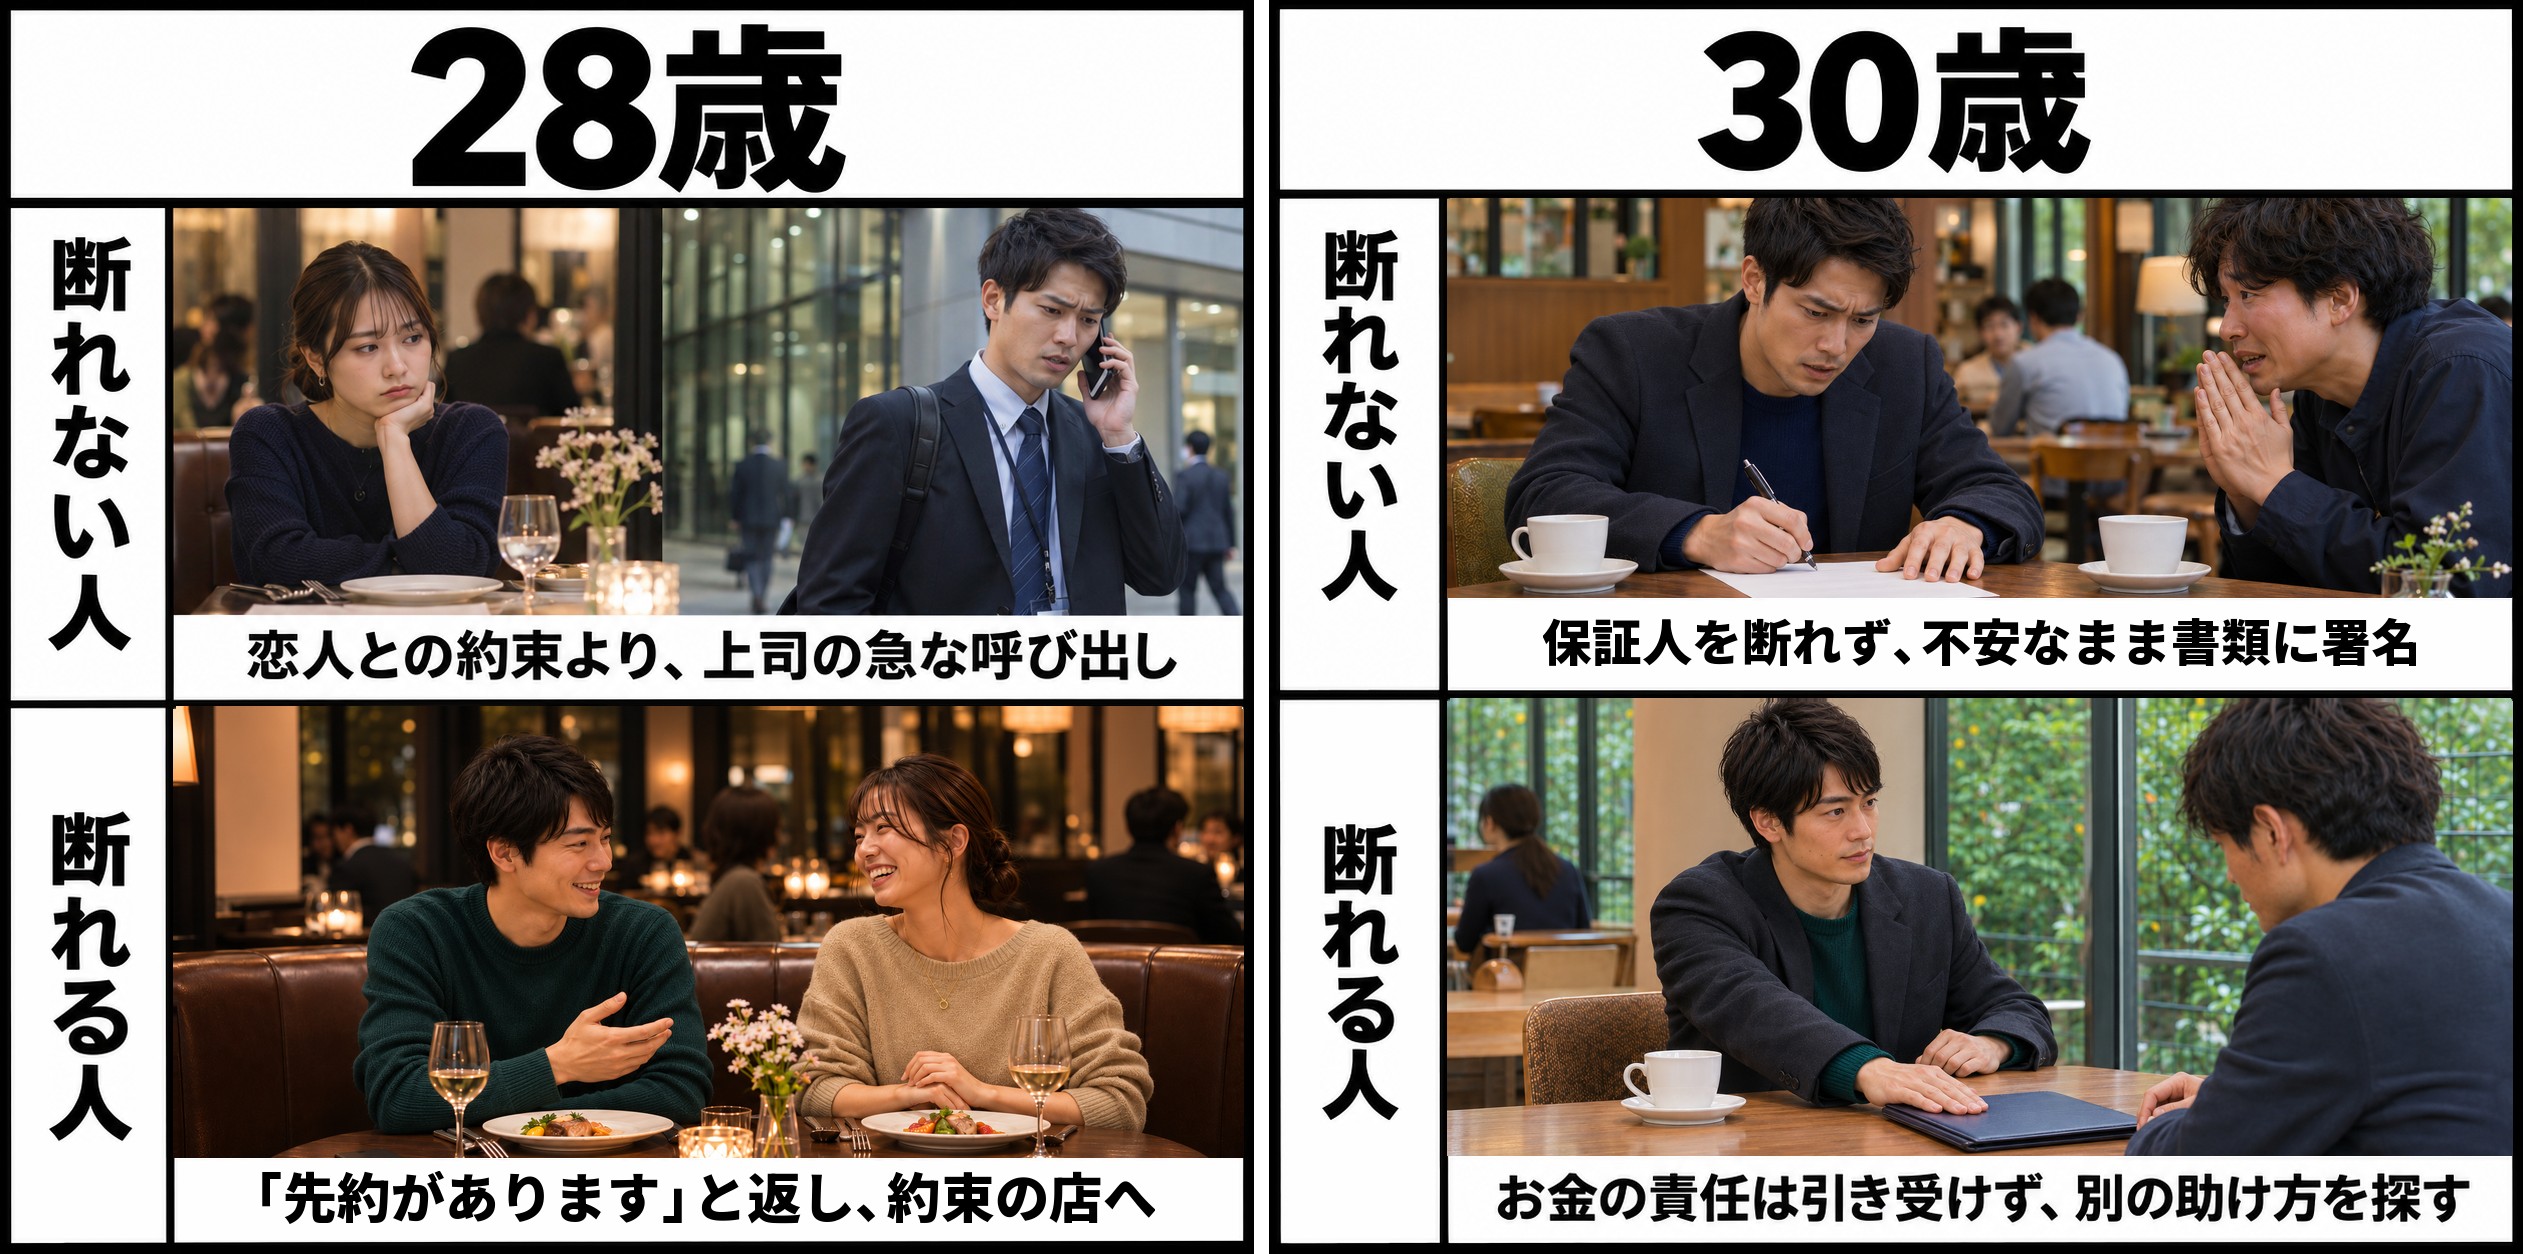 28歳
断れない人
恋人との約束より、上司の急な呼び出し
断れる人
「先約があります」と返し、約束の店へ
30歳
断れない人
保証人を断れず、不安なまま書類に署名
断れる人
お金の責任は引き受けず、別の助け方を探す